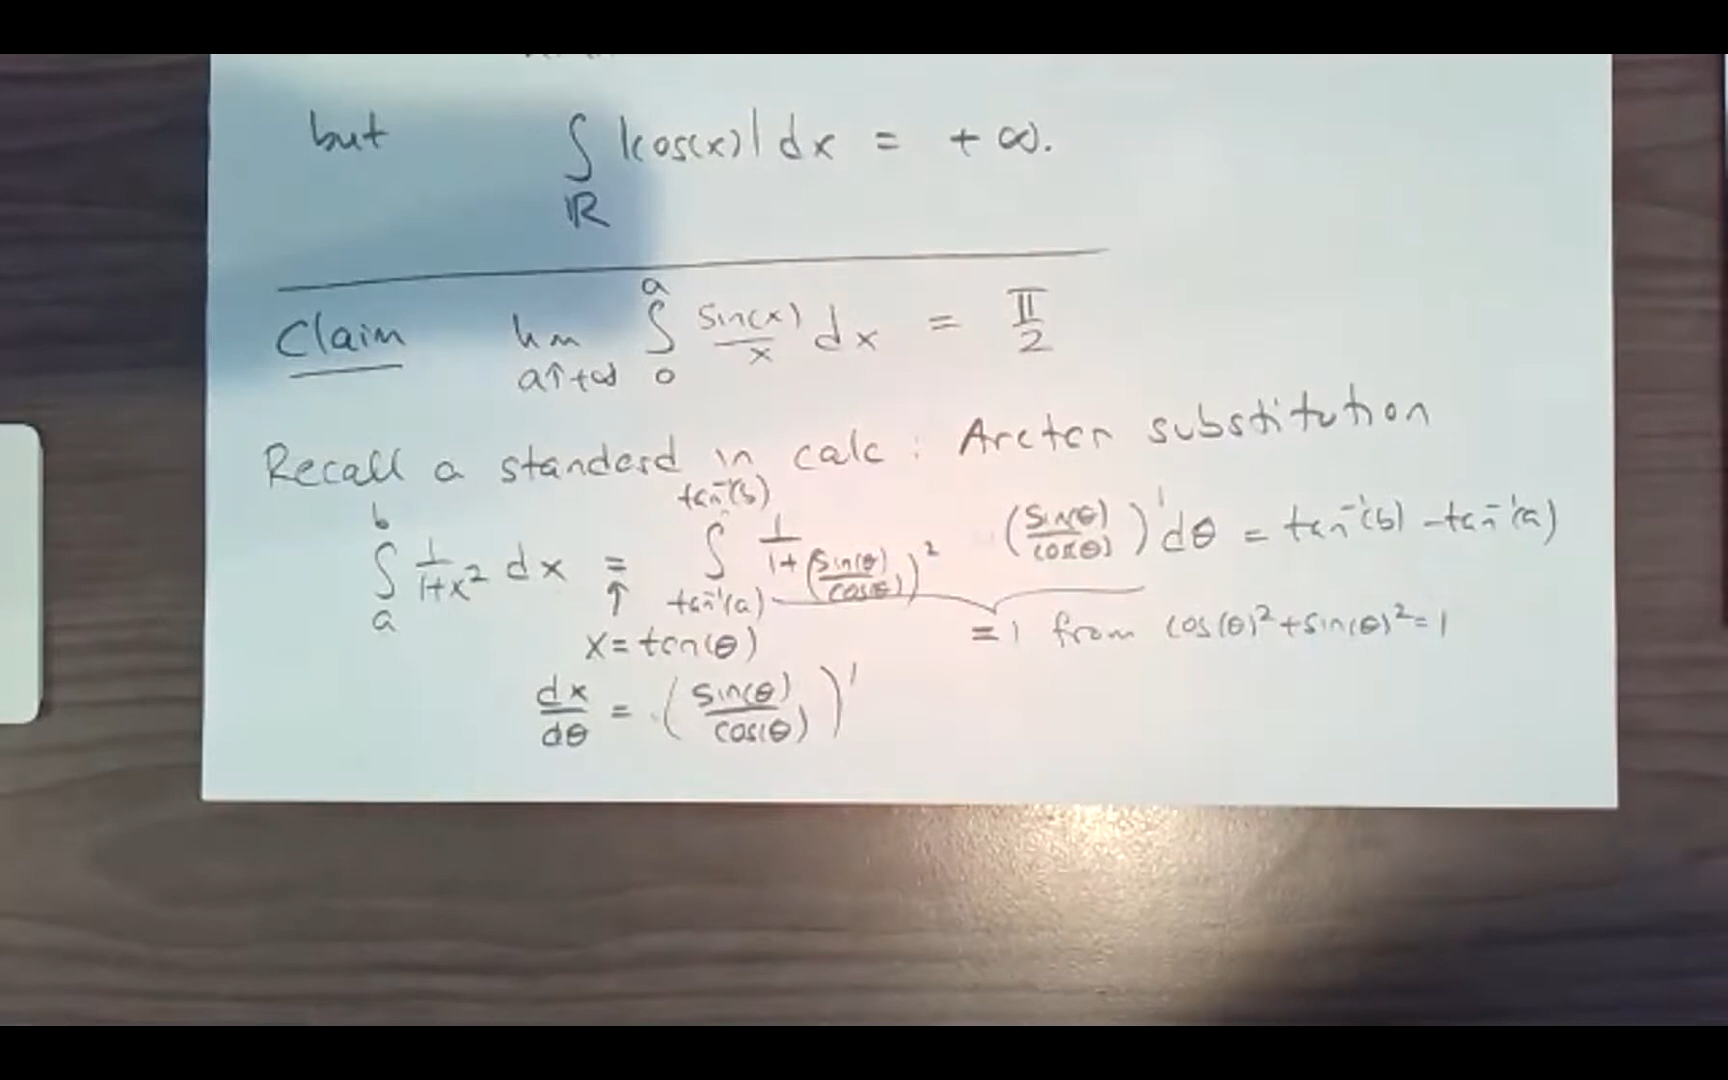 but ∫_ℝ |cos(x)| dx = +∞.
Claim lim_{a↑+∞} ∫_0^a sin(x)/x dx = π/2
Recall a standard in calc : Arctan substitution
∫_a^b 1/(1+x²) dx = ∫_{tan⁻¹(a)}^{tan⁻¹(b)} 1/(1+(sin(θ)/cos(θ))²) (sin(θ)/cos(θ))' dθ = tan⁻¹(b) - tan⁻¹(a)
↑ x = tan(θ)
= 1 from cos(θ)² + sin(θ)² = 1
dx/dθ = (sin(θ)/cos(θ))'